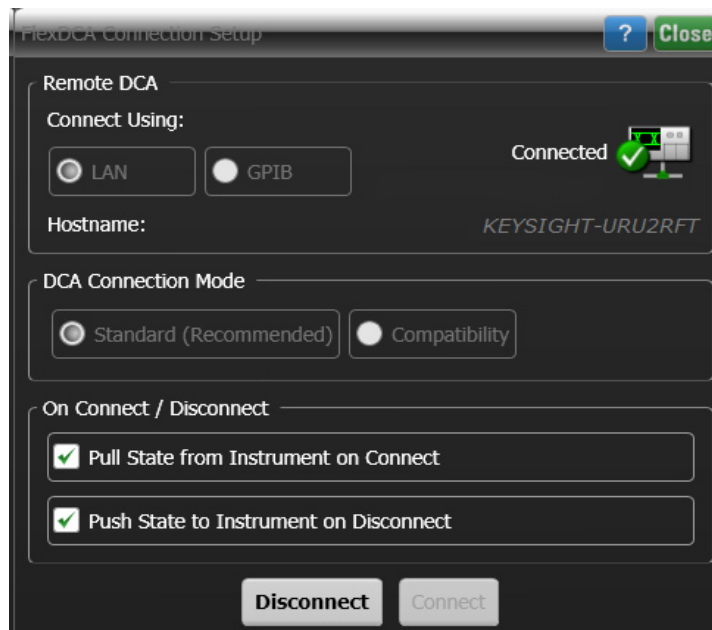 FlexDCA Connection Setup
?
Close
Remote DCA
Connect Using:
LAN
GPIB
Connected
Hostname:
KEYSIGHT-URU2RFT
DCA Connection Mode
Standard (Recommended)
Compatibility
On Connect / Disconnect
Pull State from Instrument on Connect
Push State to Instrument on Disconnect
Disconnect
Connect